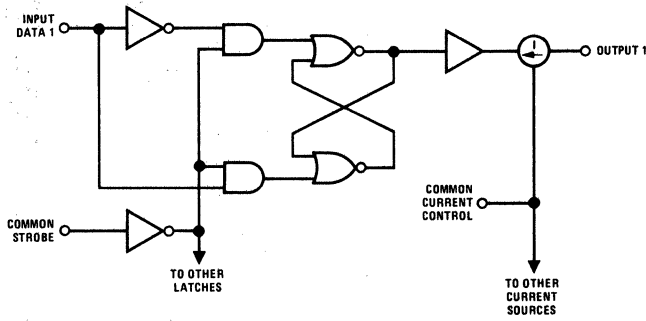 INPUT
DATA 1
I
OUTPUT 1
COMMON
STROBE
TO OTHER
LATCHES
COMMON
CURRENT
CONTROL
TO OTHER
CURRENT
SOURCES